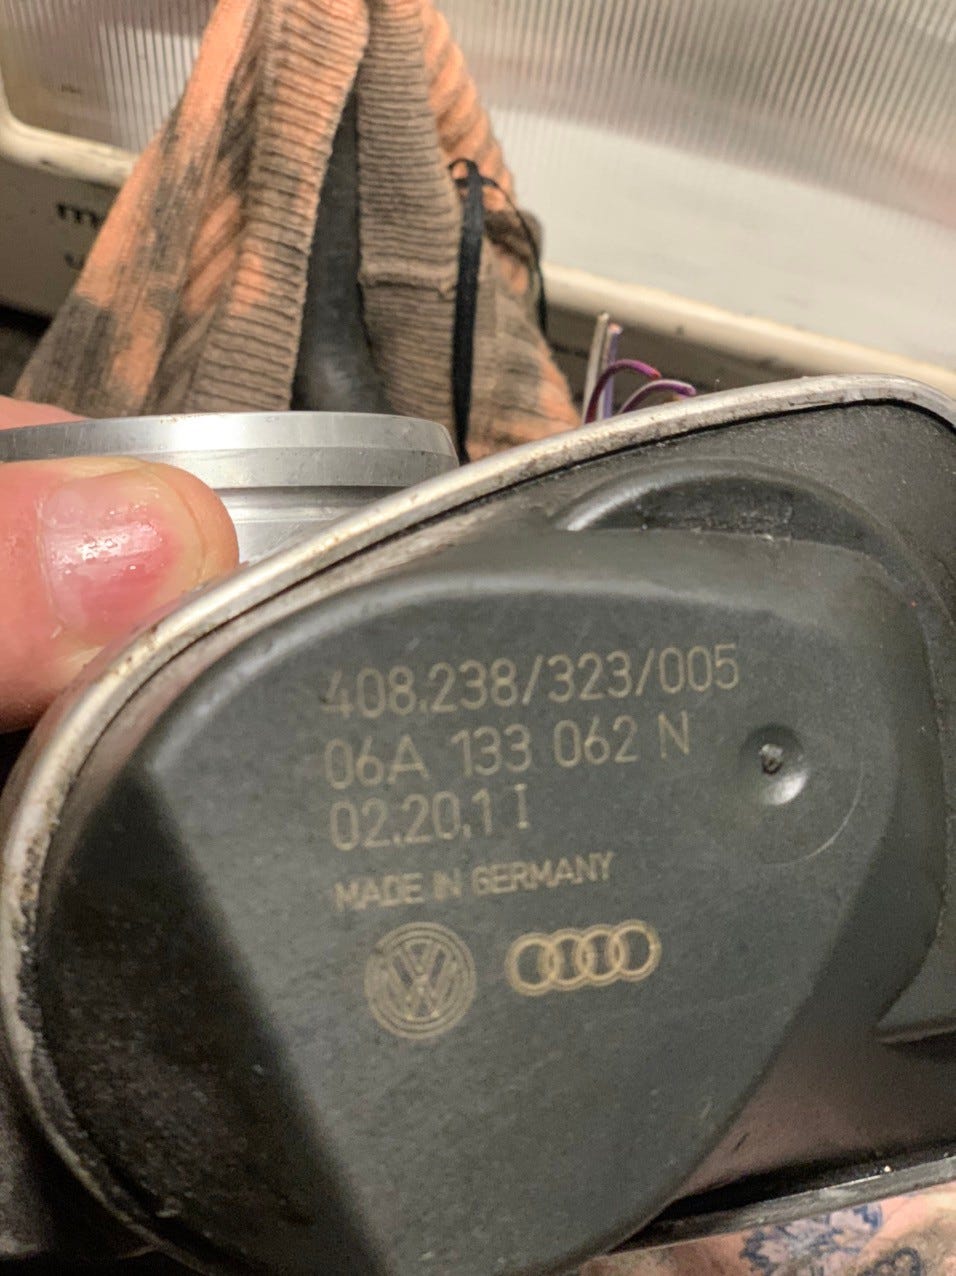 408.238/323/005
06A 133 062 N
02.20.1 I
MADE IN GERMANY